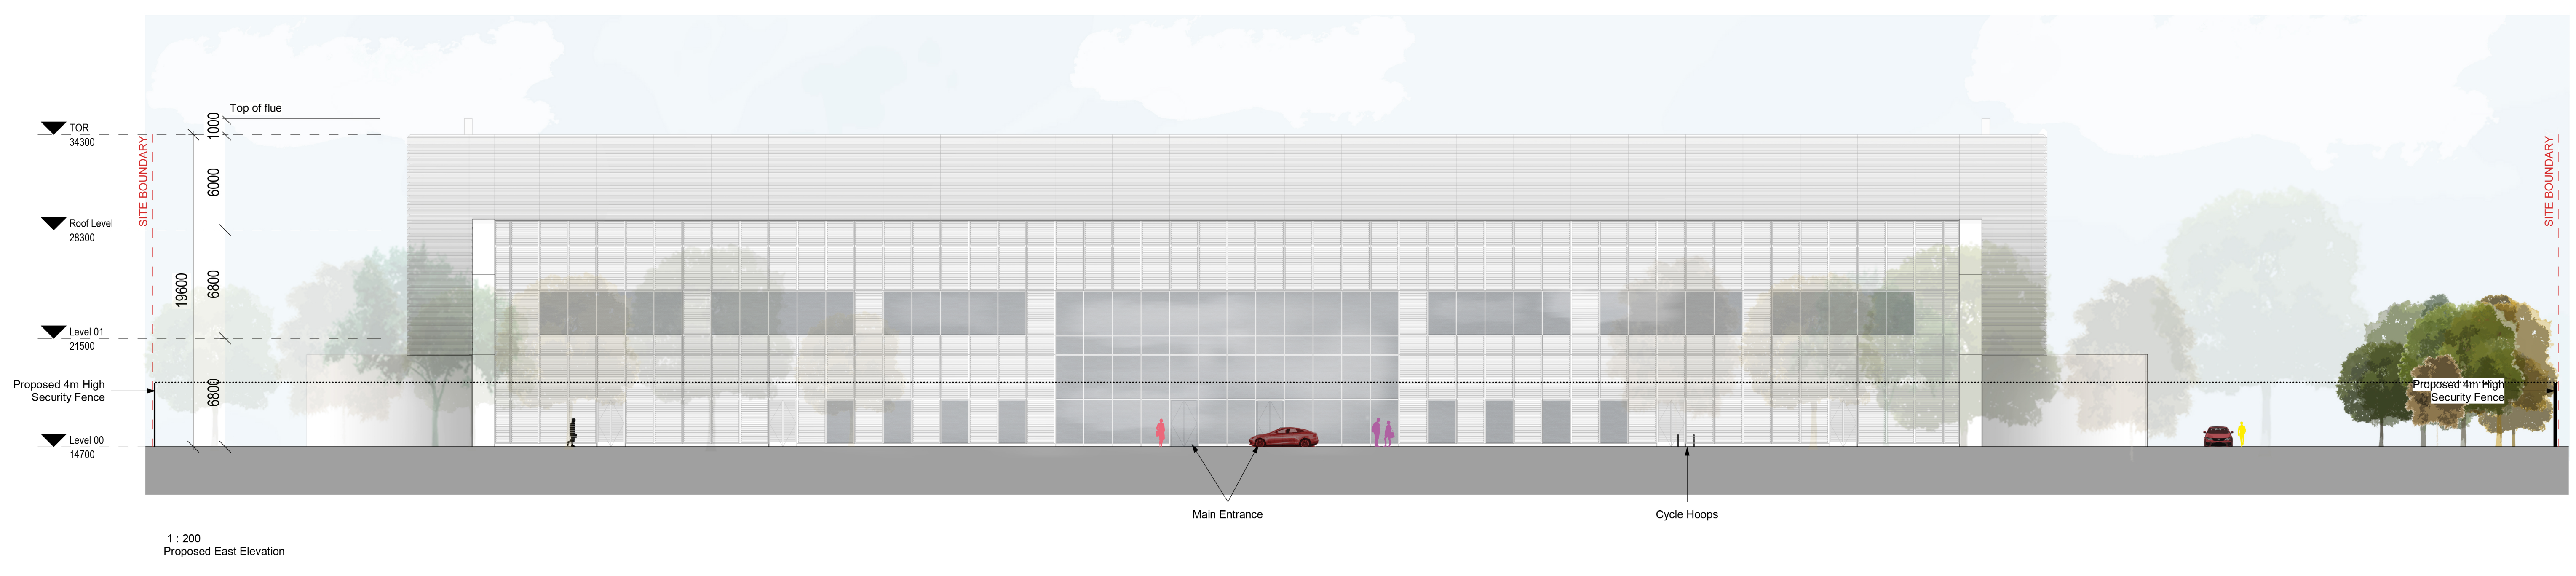 Top of flue
1000
TOR
34300
SITE BOUNDARY
SITE BOUNDARY
6000
Roof Level
28300
19600
6800
Level 01
21500
6800
Proposed 4m High
Security Fence
Proposed 4m High
Security Fence
Level 00
14700
Main Entrance
Cycle Hoops
1 : 200
Proposed East Elevation